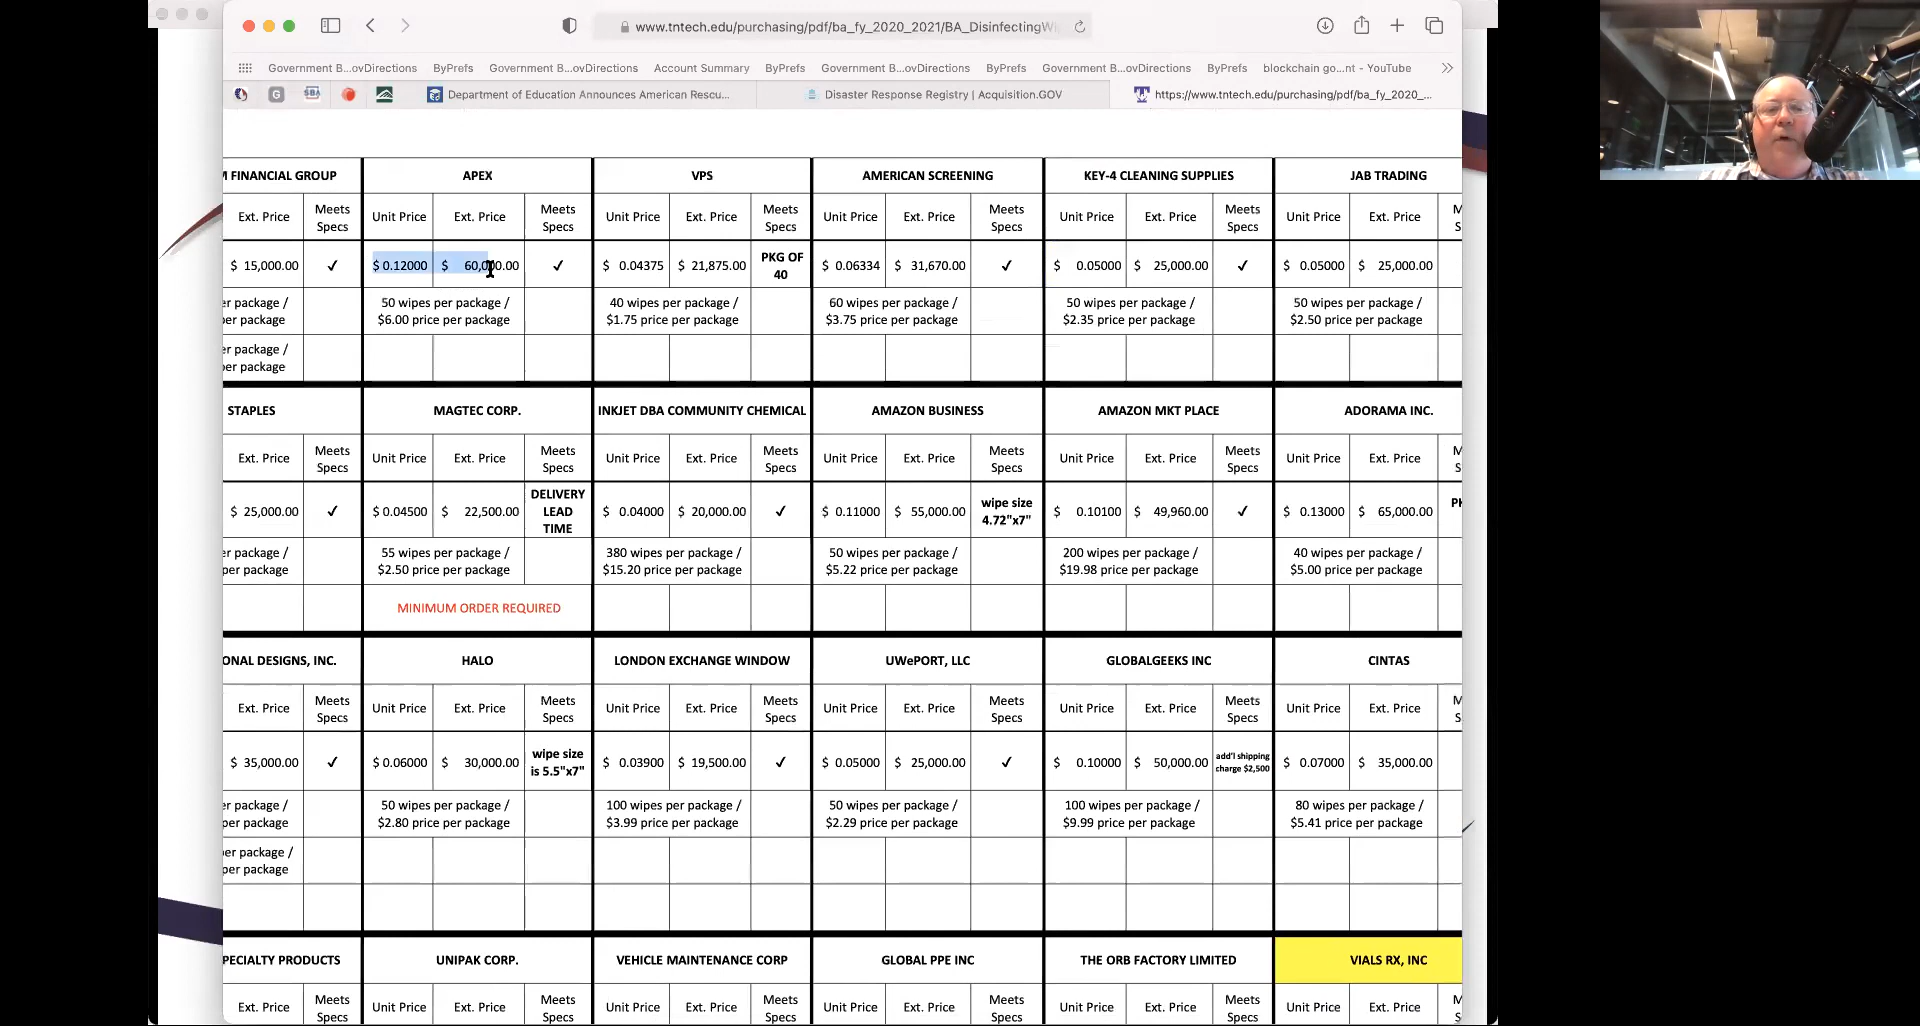 www.tntech.edu/purchasing/pdf/ba_fy_2020_2021/BA_DisinfectingWi
Government B...ovDirections ByPrefs Government B...ovDirections Account Summary ByPrefs Government B...ovDirections ByPrefs Government B...ovDirections ByPrefs blockchain go...nt - YouTube
G SBA Department of Education Announces American Rescu... Disaster Response Registry | Acquisition.GOV https://www.tntech.edu/purchasing/pdf/ba_fy_2020_...
M FINANCIAL GROUP APEX VPS AMERICAN SCREENING KEY-4 CLEANING SUPPLIES JAB TRADING
Ext. Price Meets Specs Unit Price Ext. Price Meets Specs Unit Price Ext. Price Meets Specs Unit Price Ext. Price Meets Specs Unit Price Ext. Price Meets Specs Unit Price Ext. Price M S
$ 15,000.00 ✓ $ 0.12000 $ 60,000.00 ✓ $ 0.04375 $ 21,875.00 PKG OF 40 $ 0.06334 $ 31,670.00 ✓ $ 0.05000 $ 25,000.00 ✓ $ 0.05000 $ 25,000.00
er package / 50 wipes per package / 40 wipes per package / 60 wipes per package / 50 wipes per package / 50 wipes per package /
per package $6.00 price per package $1.75 price per package $3.75 price per package $2.35 price per package $2.50 price per package
er package /
per package
STAPLES MAGTEC CORP. INKJET DBA COMMUNITY CHEMICAL AMAZON BUSINESS AMAZON MKT PLACE ADORAMA INC.
Ext. Price Meets Specs Unit Price Ext. Price Meets Specs Unit Price Ext. Price Meets Specs Unit Price Ext. Price Meets Specs Unit Price Ext. Price Meets Specs Unit Price Ext. Price M S
$ 25,000.00 ✓ $ 0.04500 $ 22,500.00 DELIVERY LEAD TIME $ 0.04000 $ 20,000.00 ✓ $ 0.11000 $ 55,000.00 wipe size 4.72"x7" $ 0.10100 $ 49,960.00 ✓ $ 0.13000 $ 65,000.00
er package / 55 wipes per package / 380 wipes per package / 50 wipes per package / 200 wipes per package / 40 wipes per package /
per package $2.50 price per package $15.20 price per package $5.22 price per package $19.98 price per package $5.00 price per package
MINIMUM ORDER REQUIRED
ONAL DESIGNS, INC. HALO LONDON EXCHANGE WINDOW UWePORT, LLC GLOBALGEEKS INC CINTAS
Ext. Price Meets Specs Unit Price Ext. Price Meets Specs Unit Price Ext. Price Meets Specs Unit Price Ext. Price Meets Specs Unit Price Ext. Price Meets Specs Unit Price Ext. Price M S
$ 35,000.00 ✓ $ 0.06000 $ 30,000.00 wipe size is 5.5"x7" $ 0.03900 $ 19,500.00 ✓ $ 0.05000 $ 25,000.00 ✓ $ 0.10000 $ 50,000.00 add'l shipping charge $2,500 $ 0.07000 $ 35,000.00
er package / 50 wipes per package / 100 wipes per package / 50 wipes per package / 100 wipes per package / 80 wipes per package /
per package $2.80 price per package $3.99 price per package $2.29 price per package $9.99 price per package $5.41 price per package
er package /
per package
PECIALTY PRODUCTS UNIPAK CORP. VEHICLE MAINTENANCE CORP GLOBAL PPE INC THE ORB FACTORY LIMITED VIALS RX, INC
Ext. Price Meets Specs Unit Price Ext. Price Meets Specs Unit Price Ext. Price Meets Specs Unit Price Ext. Price Meets Specs Unit Price Ext. Price Meets Specs Unit Price Ext. Price M S